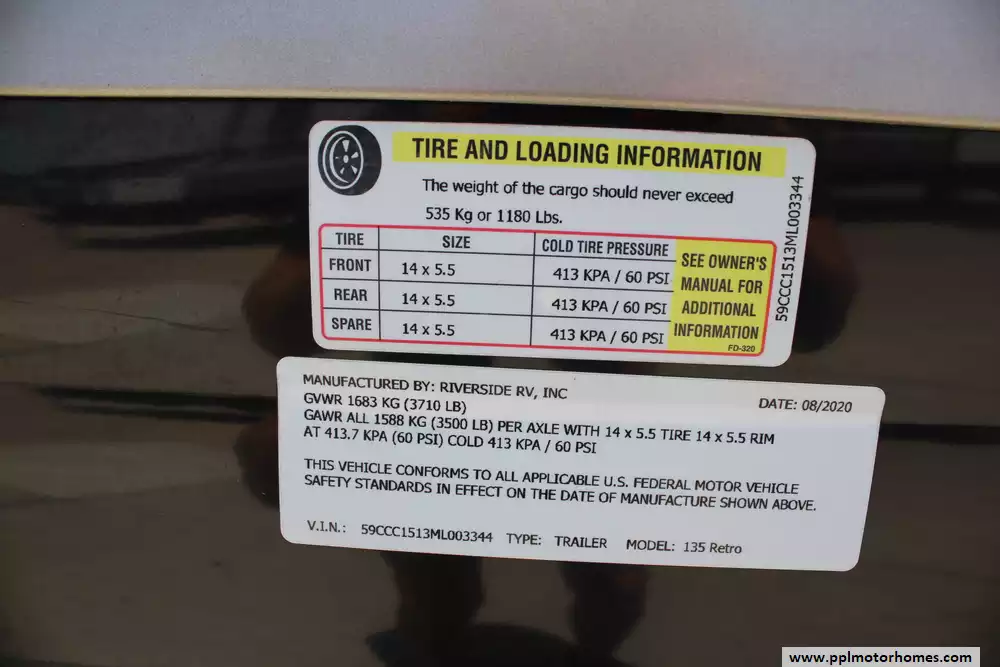 TIRE AND LOADING INFORMATION
The weight of the cargo should never exceed
535 Kg or 1180 Lbs.
TIRE SIZE COLD TIRE PRESSURE
FRONT 14 x 5.5 413 KPA / 60 PSI
REAR 14 x 5.5 413 KPA / 60 PSI
SPARE 14 x 5.5 413 KPA / 60 PSI
SEE OWNER'S
MANUAL FOR
ADDITIONAL
INFORMATION
FD-320
59CCC1513ML003344
MANUFACTURED BY: RIVERSIDE RV, INC
DATE: 08/2020
GVWR 1683 KG (3710 LB)
GAWR ALL 1588 KG (3500 LB) PER AXLE WITH 14 x 5.5 TIRE 14 x 5.5 RIM
AT 413.7 KPA (60 PSI) COLD 413 KPA / 60 PSI
THIS VEHICLE CONFORMS TO ALL APPLICABLE U.S. FEDERAL MOTOR VEHICLE
SAFETY STANDARDS IN EFFECT ON THE DATE OF MANUFACTURE SHOWN ABOVE.
V.I.N.: 59CCC1513ML003344 TYPE: TRAILER MODEL: 135 Retro
www.pplmotorhomes.com